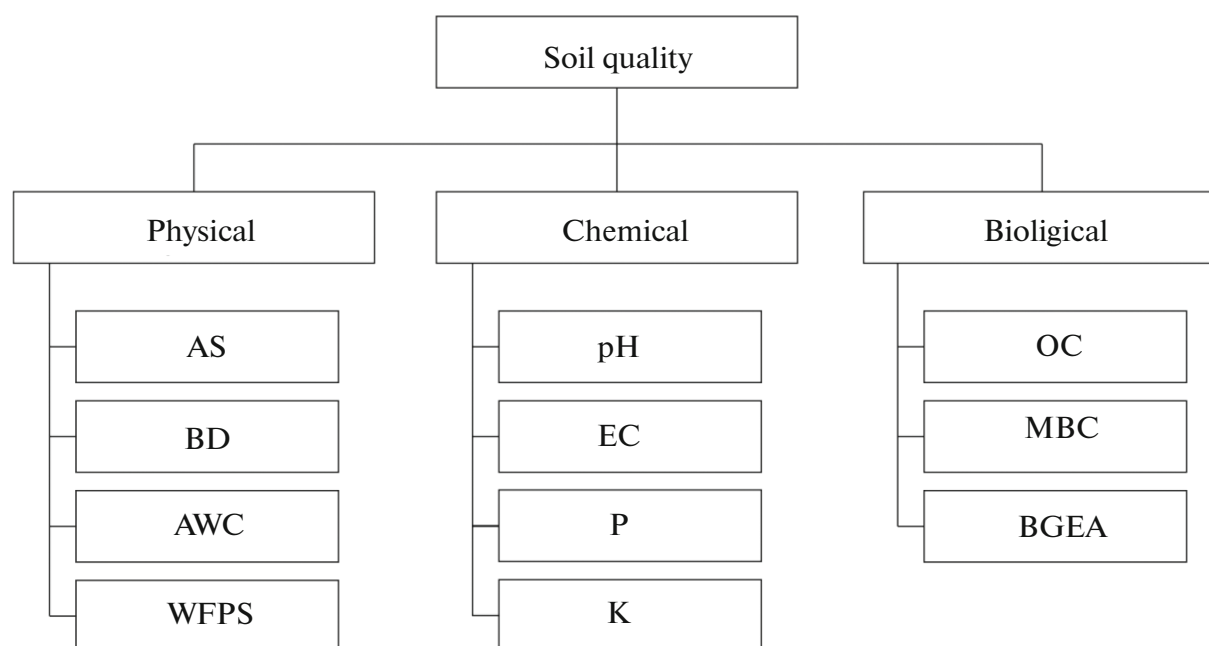 Soil quality
Physical
Chemical
Bioligical
AS
pH
OC
BD
EC
MBC
AWC
P
BGEA
WFPS
K